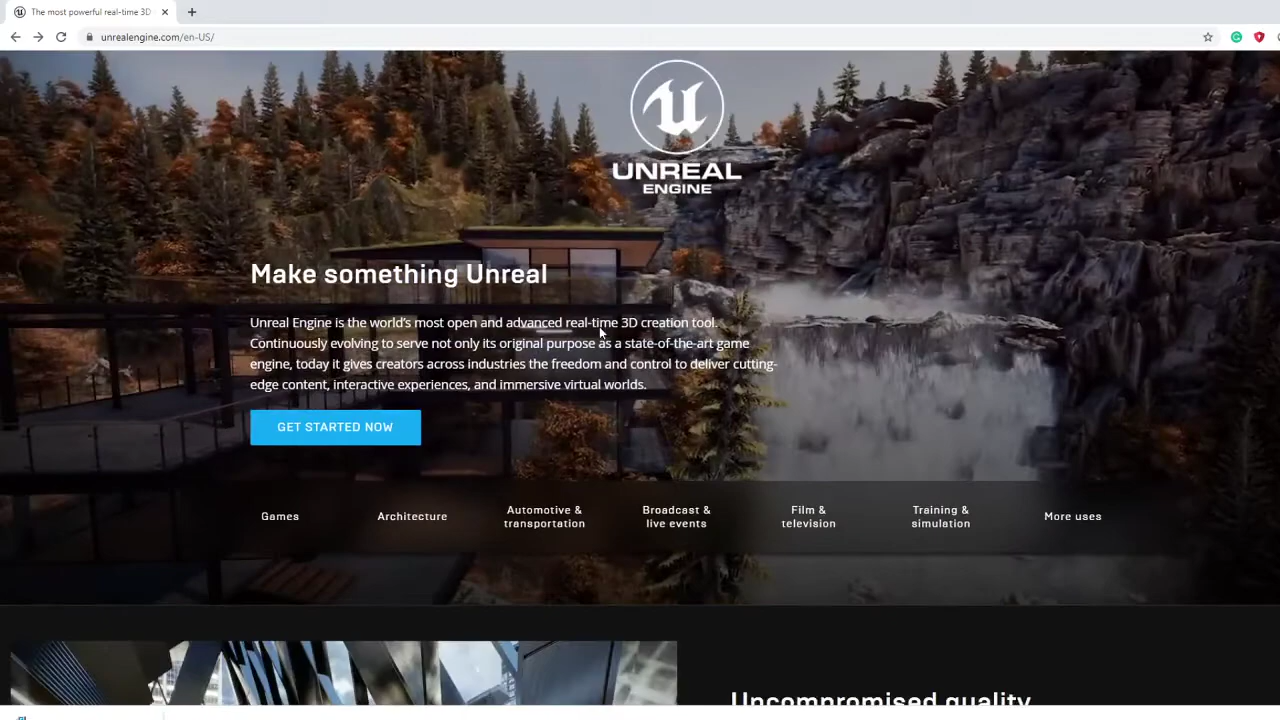 The most powerful real-time 3D
unrealengine.com/en-US/
UNREAL
ENGINE
Make something Unreal
Unreal Engine is the world's most open and advanced real-time 3D creation tool.
Continuously evolving to serve not only its original purpose as a state-of-the-art game
engine, today it gives creators across industries the freedom and control to deliver cutting-
edge content, interactive experiences, and immersive virtual worlds.
GET STARTED NOW
Games
Architecture
Automotive &
transportation
Broadcast &
live events
Film &
television
Training &
simulation
More uses
Uncompromised quality